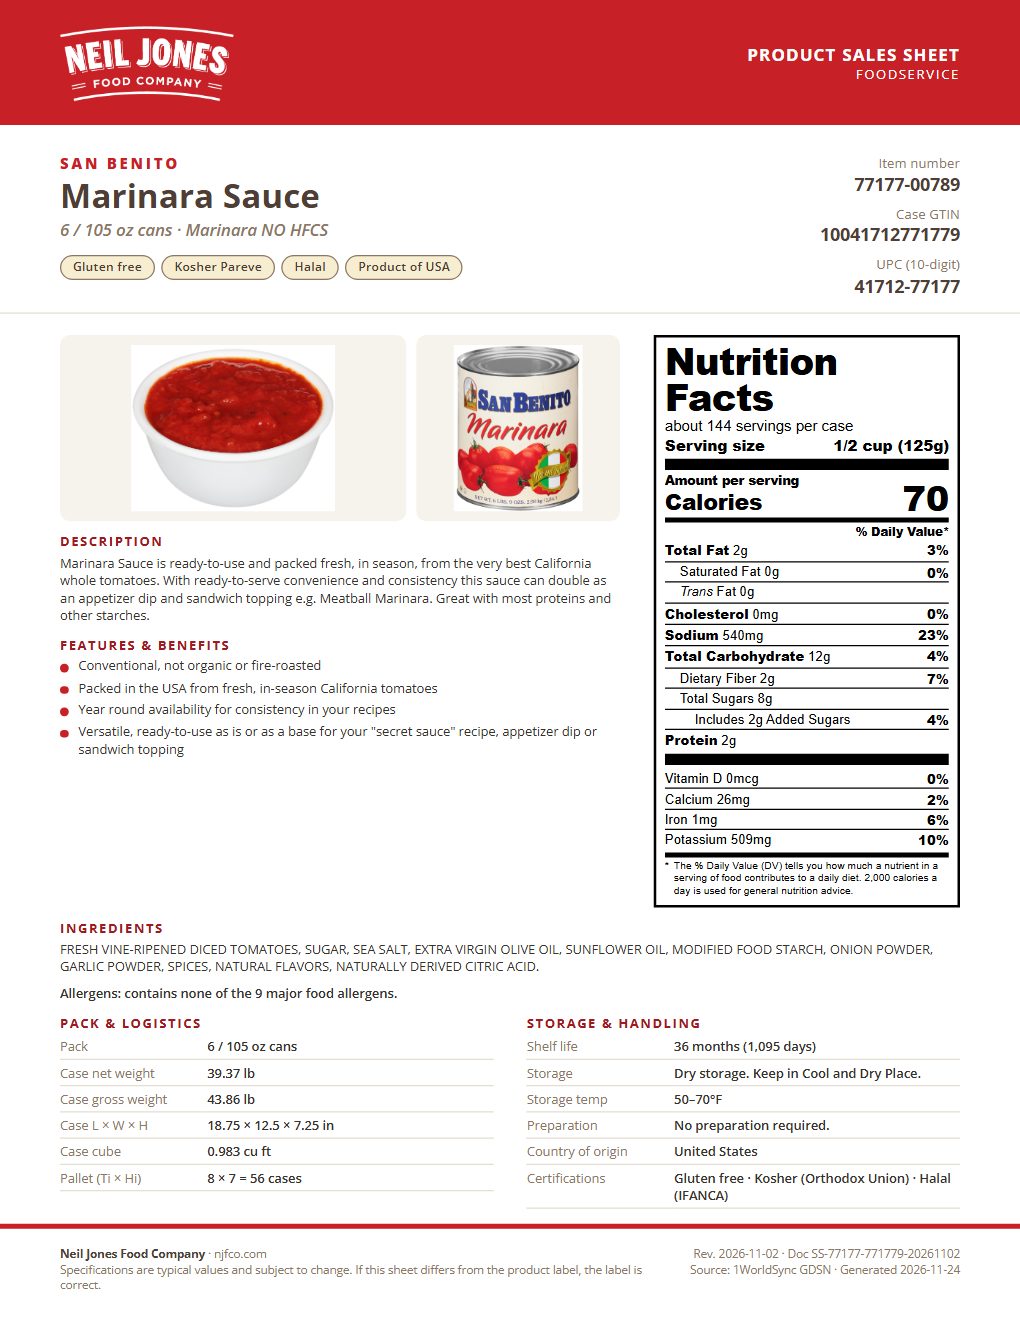 NEIL JONES
FOOD COMPANY
PRODUCT SALES SHEET
FOODSERVICE
SAN BENITO
Marinara Sauce
6 / 105 oz cans · Marinara NO HFCS
Gluten free
Kosher Pareve
Halal
Product of USA
Item number
77177-00789
Case GTIN
10041712771779
UPC (10-digit)
41712-77177
SAN BENITO
Marinara
DESCRIPTION
Marinara Sauce is ready-to-use and packed fresh, in season, from the very best California
whole tomatoes. With ready-to-serve convenience and consistency this sauce can double as
an appetizer dip and sandwich topping e.g. Meatball Marinara. Great with most proteins and
other starches.
FEATURES & BENEFITS
Conventional, not organic or fire-roasted
Packed in the USA from fresh, in-season California tomatoes
Year round availability for consistency in your recipes
Versatile, ready-to-use as is or as a base for your "secret sauce" recipe, appetizer dip or
sandwich topping
Nutrition
Facts
about 144 servings per case
Serving size 1/2 cup (125g)
Amount per serving
Calories 70
% Daily Value*
Total Fat 2g 3%
Saturated Fat 0g 0%
Trans Fat 0g
Cholesterol 0mg 0%
Sodium 540mg 23%
Total Carbohydrate 12g 4%
Dietary Fiber 2g 7%
Total Sugars 8g
Includes 2g Added Sugars 4%
Protein 2g
Vitamin D 0mcg 0%
Calcium 26mg 2%
Iron 1mg 6%
Potassium 509mg 10%
* The % Daily Value (DV) tells you how much a nutrient in a
serving of food contributes to a daily diet. 2,000 calories a
day is used for general nutrition advice.
INGREDIENTS
FRESH VINE-RIPENED DICED TOMATOES, SUGAR, SEA SALT, EXTRA VIRGIN OLIVE OIL, SUNFLOWER OIL, MODIFIED FOOD STARCH, ONION POWDER,
GARLIC POWDER, SPICES, NATURAL FLAVORS, NATURALLY DERIVED CITRIC ACID.
Allergens: contains none of the 9 major food allergens.
PACK & LOGISTICS
Pack 6 / 105 oz cans
Case net weight 39.37 lb
Case gross weight 43.86 lb
Case L × W × H 18.75 × 12.5 × 7.25 in
Case cube 0.983 cu ft
Pallet (Ti × Hi) 8 × 7 = 56 cases
STORAGE & HANDLING
Shelf life 36 months (1,095 days)
Storage Dry storage. Keep in Cool and Dry Place.
Storage temp 50–70°F
Preparation No preparation required.
Country of origin United States
Certifications Gluten free · Kosher (Orthodox Union) · Halal
(IFANCA)
Neil Jones Food Company · njfco.com
Specifications are typical values and subject to change. If this sheet differs from the product label, the label is
correct.
Rev. 2026-11-02 · Doc SS-77177-771779-20261102
Source: 1WorldSync GDSN · Generated 2026-11-24